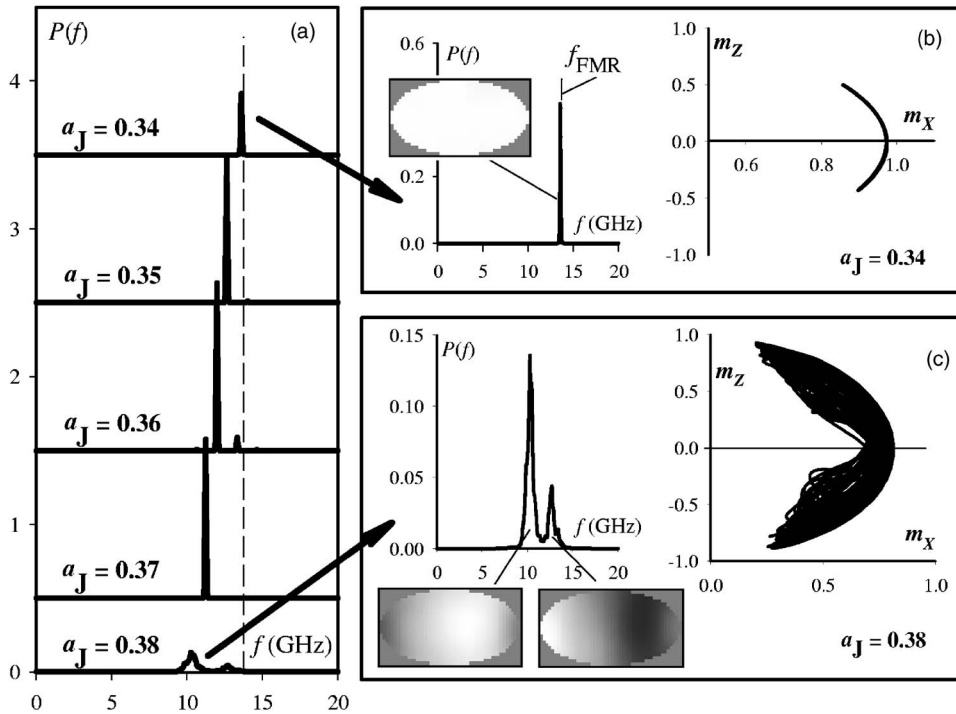 P(f) (a)
4
a_J = 0.34
3
a_J = 0.35
2
a_J = 0.36
1
a_J = 0.37
a_J = 0.38 f (GHz)
0
0 5 10 15 20
0.6 P(f) f_FMR
0.2
0.0
f (GHz)
0 5 10 15 20
1.0 m_Z (b)
0.5
0.0 m_X
0.6 0.8 1.0
-0.5
-1.0 a_J = 0.34
0.15 P(f)
0.10
0.05 f (GHz)
0.00
0 5 10 15 20
1.0 m_Z (c)
0.5
0.0
-0.5
-1.0 m_X
0.0 0.5 1.0
a_J = 0.38